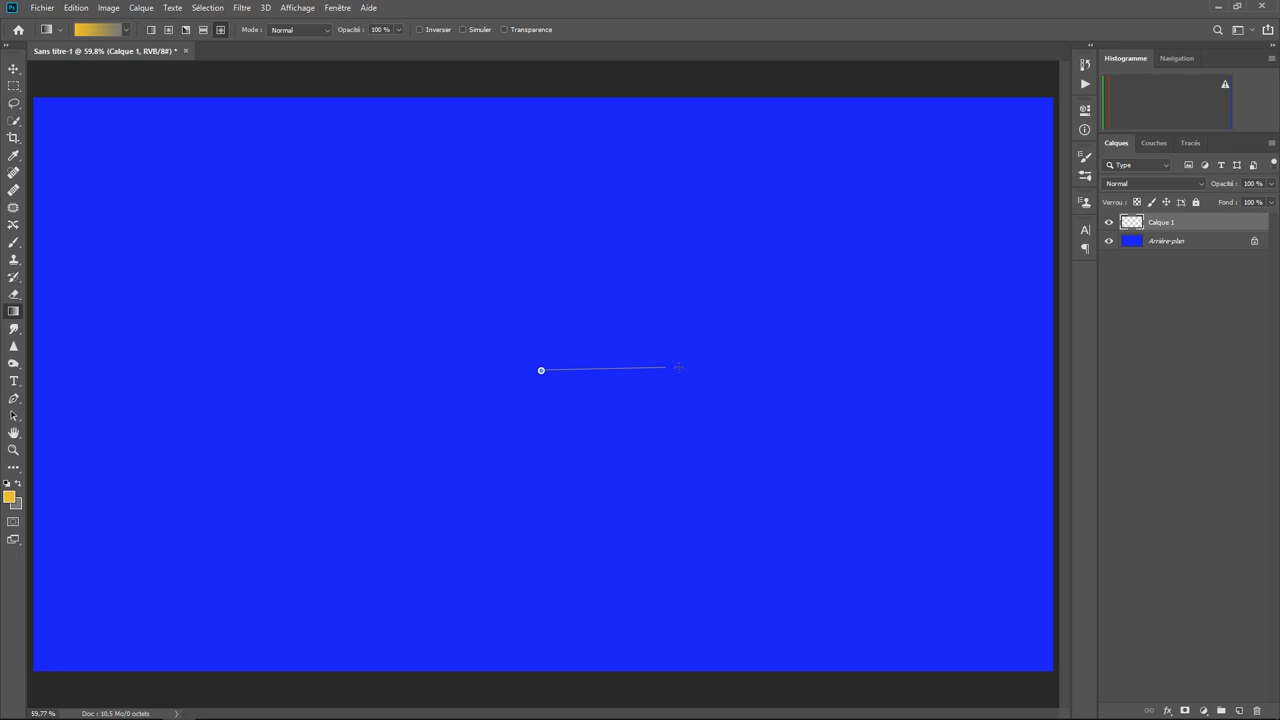 Ps Fichier Edition Image Calque Texte Sélection Filtre 3D Affichage Fenêtre Aide
Mode : Normal Opacité : 100 % Inverser Simuler Transparence
Sans titre-1 @ 59,8% (Calque 1, RVB/8#) * ×
Histogramme Navigation
Calques Couches Tracés
Type
Normal Opacité : 100 %
Verrou : Fond : 100 %
Calque 1
Arrière-plan
59,77 % Doc : 10,5 Mo/0 octets